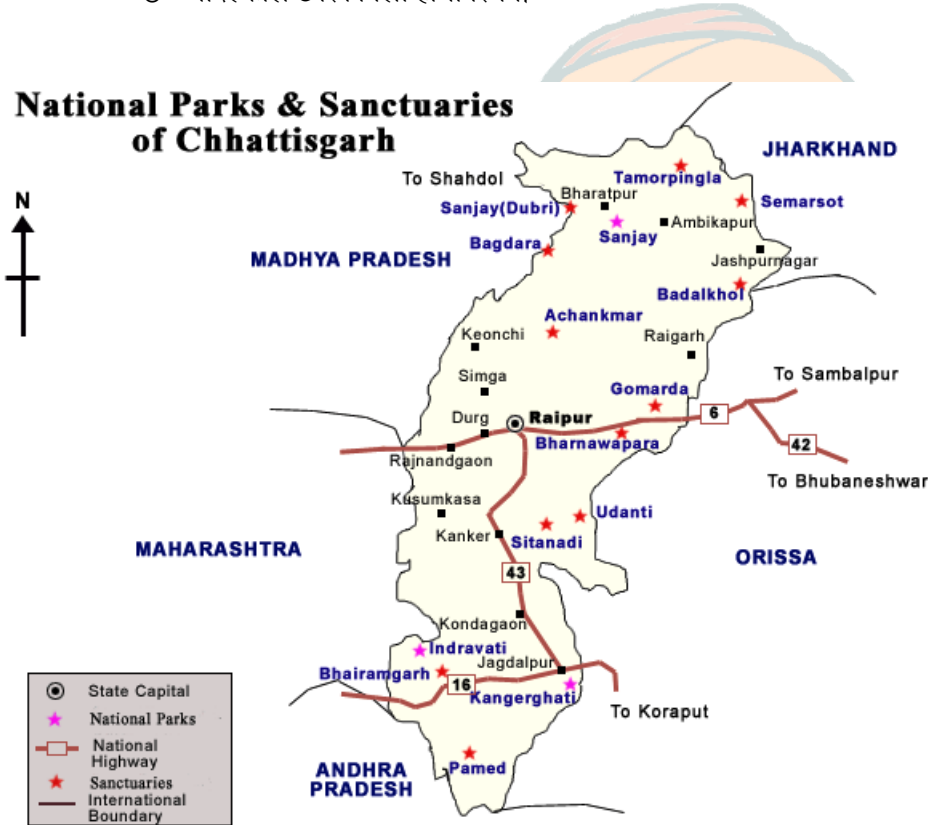 National Parks & Sanctuaries
of Chhattisgarh
JHARKHAND
To Shahdol
Tamorpingla
N
Bharatpur
Semarsot
Sanjay(Dubri)
Ambikapur
Sanjay
Bagdara
MADHYA PRADESH
Jashpurnagar
Badalkhol
Achankmar
Keonchi
Raigarh
Simga
To Sambalpur
Gomarda
Durg
Raipur
6
Bharnawapara
42
Rajnandgaon
To Bhubaneshwar
Kusumkasa
Udanti
Kanker
Sitanadi
MAHARASHTRA
ORISSA
43
Kondagaon
Indravati
Jagdalpur
Bhairamgarh
16
Kangerghati
To Koraput
State Capital
National Parks
National
Highway
Sanctuaries
International
Boundary
Pamed
ANDHRA
PRADESH